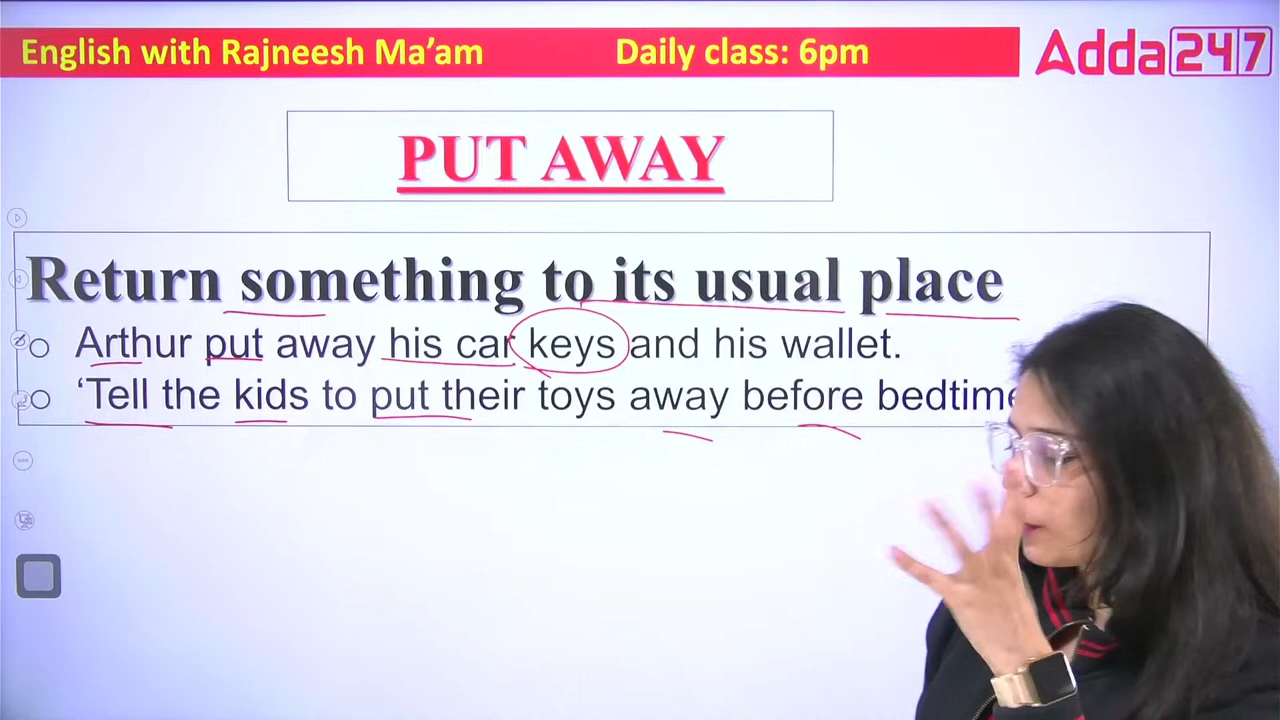 English with Rajneesh Ma’am Daily class: 6pm Adda247
PUT AWAY
Return something to its usual place
Arthur put away his car keys and his wallet.
‘Tell the kids to put their toys away before bedtime